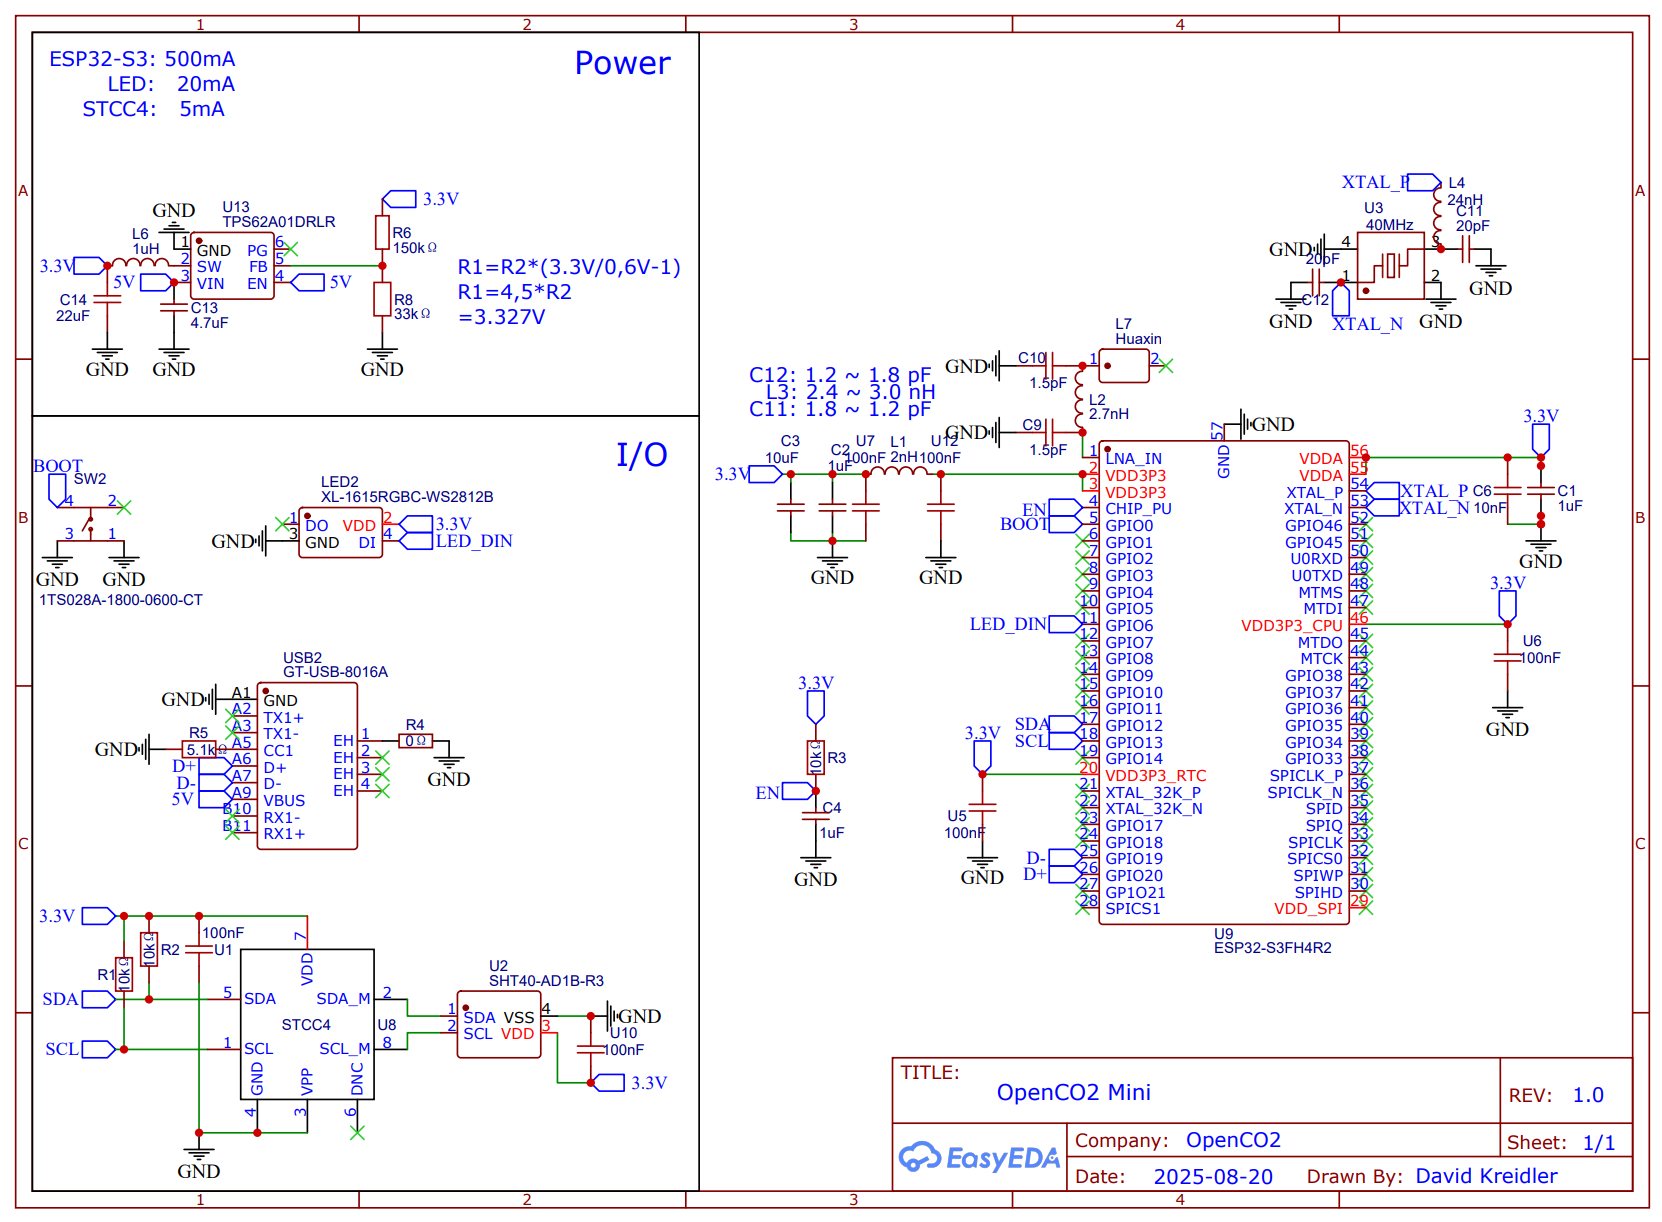 1
2
3
4
A
B
C
A
B
C
1
2
3
4
ESP32-S3: 500mA
LED: 20mA
STCC4: 5mA
Power
GND
U13
TPS62A01DRLR
L6
1uH
3.3V
5V
1
2
3
GND
SW
VIN
PG
FB
EN
6
5
4
5V
3.3V
R6
150kΩ
R8
33kΩ
C14
22uF
C13
4.7uF
GND
GND
GND
R1=R2*(3.3V/0,6V-1)
R1=4,5*R2
=3.327V
I/O
BOOT
SW2
4
2
3
1
GND
GND
1TS028A-1800-0600-CT
LED2
XL-1615RGBC-WS2812B
GND
1
3
DO
GND
VDD
DI
2
4
3.3V
LED_DIN
USB2
GT-USB-8016A
GND
R5
5.1kΩ
GND
D+
D-
5V
A1
A2
A3
A5
A6
A7
A9
B10
B11
GND
TX1+
TX1-
CC1
D+
D-
VBUS
RX1-
RX1+
EH
EH
EH
EH
1
2
3
4
R4
0Ω
GND
3.3V
R1
10kΩ
R2
10kΩ
100nF
U1
SDA
SCL
5
1
7
VDD
SDA
SCL
STCC4
SDA_M
SCL_M
U8
2
8
GND
VPP
DNC
4
3
6
GND
U2
SHT40-AD1B-R3
1
2
SDA
SCL
VSS
VDD
4
3
GND
U10
100nF
3.3V
XTAL_P
L4
24nH
U3
40MHz
C11
20pF
GND
20pF
C12
4
1
3
2
GND
XTAL_N
GND
GND
L7
Huaxin
GND
C10
1.5pF
1
2
L2
2.7nH
GND
C9
1.5pF
C12: 1.2 ~ 1.8 pF
L3: 2.4 ~ 3.0 nH
C11: 1.8 ~ 1.2 pF
3.3V
C3
10uF
C2
1uF
U7
100nF
L1
2nH
U12
100nF
GND
GND
57
GND
GND
EN
BOOT
LED_DIN
SDA
SCL
D-
D+
1 LNA_IN
2 VDD3P3
3 VDD3P3
4 CHIP_PU
5 GPIO0
6 GPIO1
7 GPIO2
8 GPIO3
9 GPIO4
10 GPIO5
11 GPIO6
12 GPIO7
13 GPIO8
14 GPIO9
15 GPIO10
16 GPIO11
17 GPIO12
18 GPIO13
19 GPIO14
20 VDD3P3_RTC
21 XTAL_32K_P
22 XTAL_32K_N
23 GPIO17
24 GPIO18
25 GPIO19
26 GPIO20
27 GP1O21
28 SPICS1
VDDA 56
VDDA 55
XTAL_P 54
XTAL_N 53
GPIO46 52
GPIO45 51
U0RXD 50
U0TXD 49
MTMS 48
MTDI 47
VDD3P3_CPU 46
MTDO 45
MTCK 44
GPIO38 43
GPIO37 42
GPIO36 41
GPIO35 40
GPIO34 39
GPIO33 38
SPICLK_P 37
SPICLK_N 36
SPID 35
SPIQ 34
SPICLK 33
SPICS0 32
SPIWP 31
SPIHD 30
VDD_SPI 29
U9
ESP32-S3FH4R2
XTAL_P
XTAL_N
3.3V
C6
10nF
C1
1uF
GND
3.3V
U6
100nF
GND
3.3V
R3
10kΩ
EN
C4
1uF
GND
3.3V
U5
100nF
GND
TITLE:
OpenCO2 Mini
REV: 1.0
EasyEDA
Company: OpenCO2
Sheet: 1/1
Date: 2025-08-20
Drawn By: David Kreidler